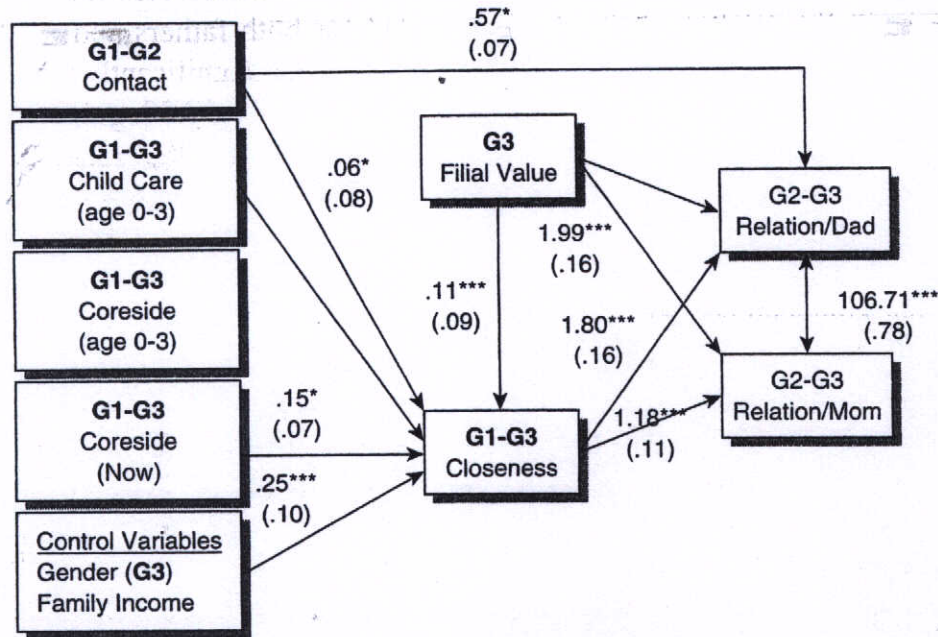 .57*
(.07)
G1-G2
Contact
G1-G3
Child Care
(age 0-3)
G1-G3
Coreside
(age 0-3)
G1-G3
Coreside
(Now)
Control Variables
Gender (G3)
Family Income
.06*
(.08)
.15*
(.07)
.25***
(.10)
G3
Filial Value
.11***
(.09)
G1-G3
Closeness
1.99***
(.16)
1.80***
(.16)
1.18***
(.11)
G2-G3
Relation/Dad
106.71***
(.78)
G2-G3
Relation/Mom